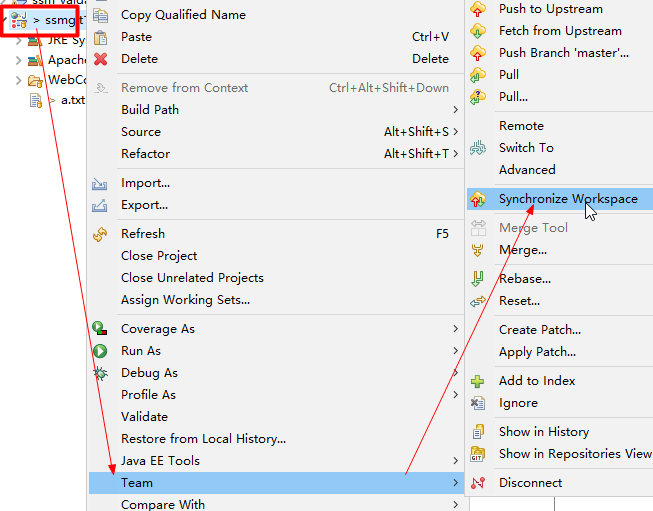 > ssmgit
JRE Sy
Apache
WebCo
> a.txt
Copy Qualified Name
Paste Ctrl+V
Delete Delete
Remove from Context Ctrl+Alt+Shift+Down
Build Path >
Source Alt+Shift+S >
Refactor Alt+Shift+T >
Import...
Export...
Refresh F5
Close Project
Close Unrelated Projects
Assign Working Sets...
Coverage As >
Run As >
Debug As >
Profile As >
Validate
Restore from Local History...
Java EE Tools >
Team >
Compare With >
Push to Upstream
Fetch from Upstream
Push Branch 'master'...
Pull
Pull...
Remote
Switch To
Advanced
Synchronize Workspace
Merge Tool
Merge...
Rebase...
Reset...
Create Patch...
Apply Patch...
Add to Index
Ignore
Show in History
Show in Repositories View
Disconnect